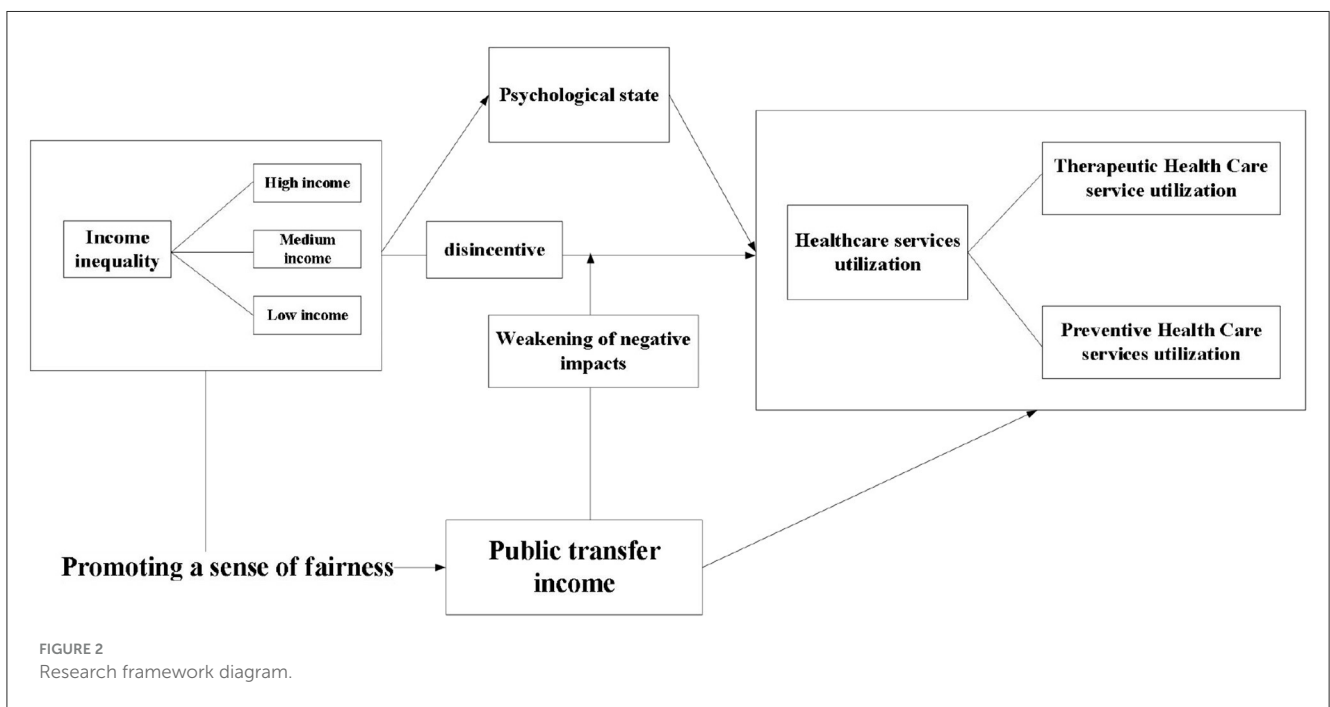 Psychological state
High income
Income
inequality
Medium
income
Low income
disincentive
Weakening of negative
impacts
Healthcare services
utilization
Therapeutic Health Care
service utilization
Preventive Health Care
services utilization
Promoting a sense of fairness
Public transfer
income
FIGURE 2
Research framework diagram.